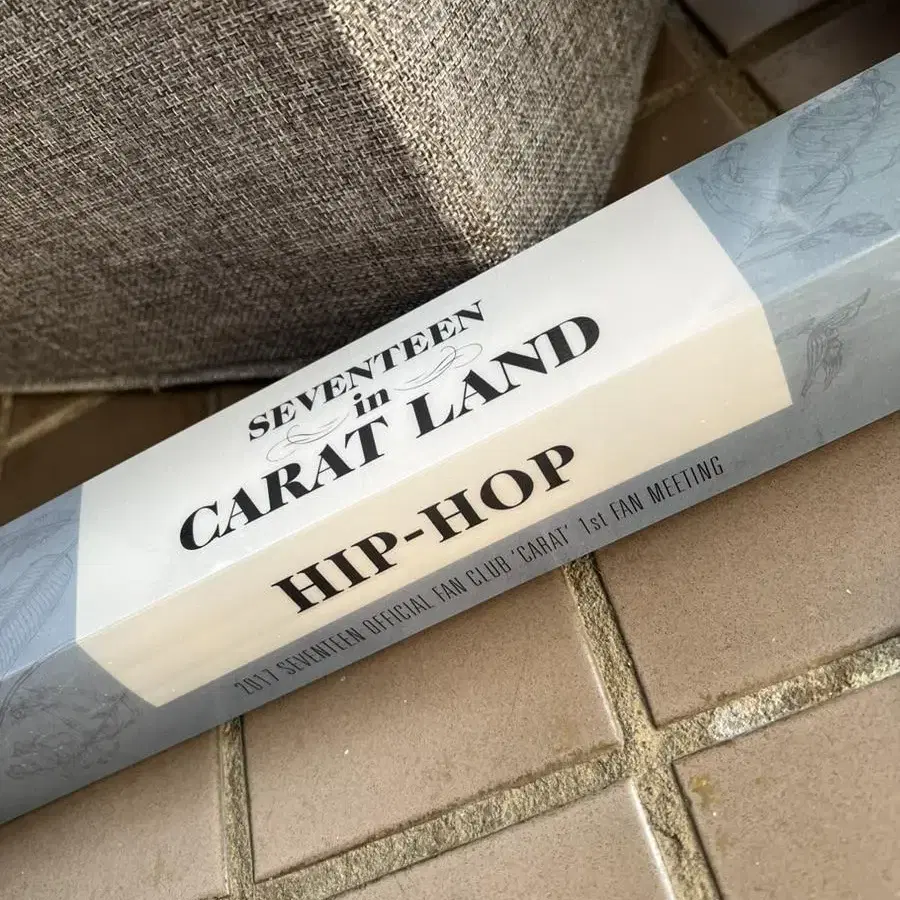 SEVENTEEN
in
CARAT LAND
HIP-HOP
2017 SEVENTEEN OFFICIAL FAN CLUB 'CARAT' 1st FAN MEETING